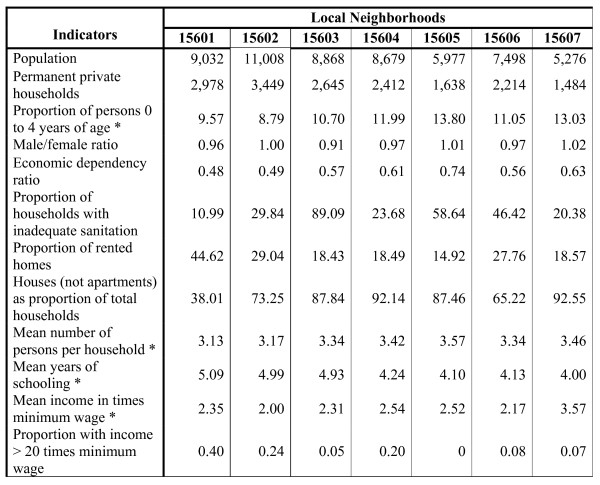 Indicators Local Neighborhoods
15601 15602 15603 15604 15605 15606 15607
Population 9,032 11,008 8,868 8,679 5,977 7,498 5,276
Permanent private
households 2,978 3,449 2,645 2,412 1,638 2,214 1,484
Proportion of persons 0
to 4 years of age * 9.57 8.79 10.70 11.99 13.80 11.05 13.03
Male/female ratio 0.96 1.00 0.91 0.97 1.01 0.97 1.02
Economic dependency
ratio 0.48 0.49 0.57 0.61 0.74 0.56 0.63
Proportion of
households with
inadequate sanitation 10.99 29.84 89.09 23.68 58.64 46.42 20.38
Proportion of rented
homes 44.62 29.04 18.43 18.49 14.92 27.76 18.57
Houses (not apartments)
as proportion of total
households 38.01 73.25 87.84 92.14 87.46 65.22 92.55
Mean number of
persons per household * 3.13 3.17 3.34 3.42 3.57 3.34 3.46
Mean years of
schooling * 5.09 4.99 4.93 4.24 4.10 4.13 4.00
Mean income in times
minimum wage * 2.35 2.00 2.31 2.54 2.52 2.17 3.57
Proportion with income
> 20 times minimum
wage 0.40 0.24 0.05 0.20 0 0.08 0.07